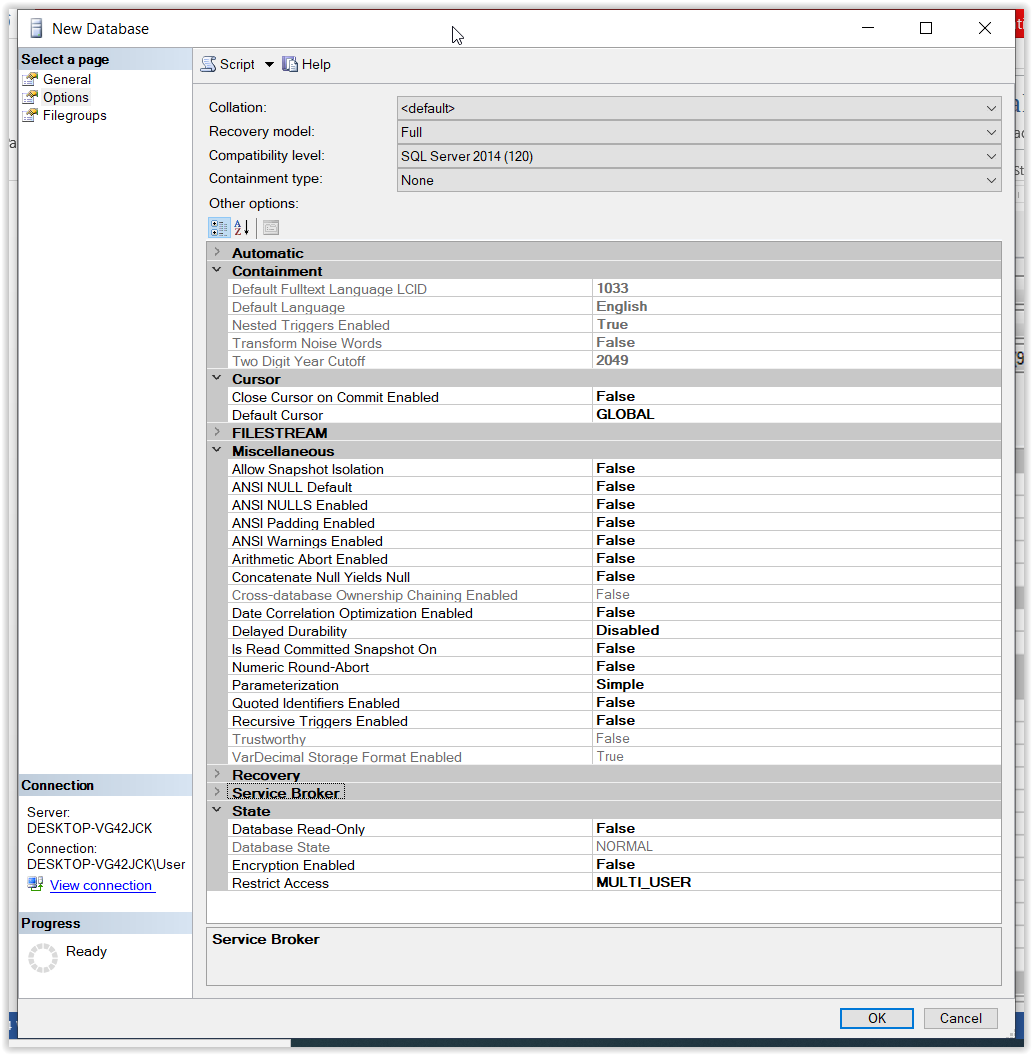 New Database
Select a page
General
Options
Filegroups
Script
Help
Collation: <default>
Recovery model: Full
Compatibility level: SQL Server 2014 (120)
Containment type: None
Other options:
Automatic
Containment
Default Fulltext Language LCID 1033
Default Language English
Nested Triggers Enabled True
Transform Noise Words False
Two Digit Year Cutoff 2049
Cursor
Close Cursor on Commit Enabled False
Default Cursor GLOBAL
FILESTREAM
Miscellaneous
Allow Snapshot Isolation False
ANSI NULL Default False
ANSI NULLS Enabled False
ANSI Padding Enabled False
ANSI Warnings Enabled False
Arithmetic Abort Enabled False
Concatenate Null Yields Null False
Cross-database Ownership Chaining Enabled False
Date Correlation Optimization Enabled False
Delayed Durability Disabled
Is Read Committed Snapshot On False
Numeric Round-Abort False
Parameterization Simple
Quoted Identifiers Enabled False
Recursive Triggers Enabled False
Trustworthy False
VarDecimal Storage Format Enabled True
Recovery
Service Broker
State
Database Read-Only False
Database State NORMAL
Encryption Enabled False
Restrict Access MULTI_USER
Service Broker
Connection
Server:
DESKTOP-VG42JCK
Connection:
DESKTOP-VG42JCK\User
View connection
Progress
Ready
OK
Cancel